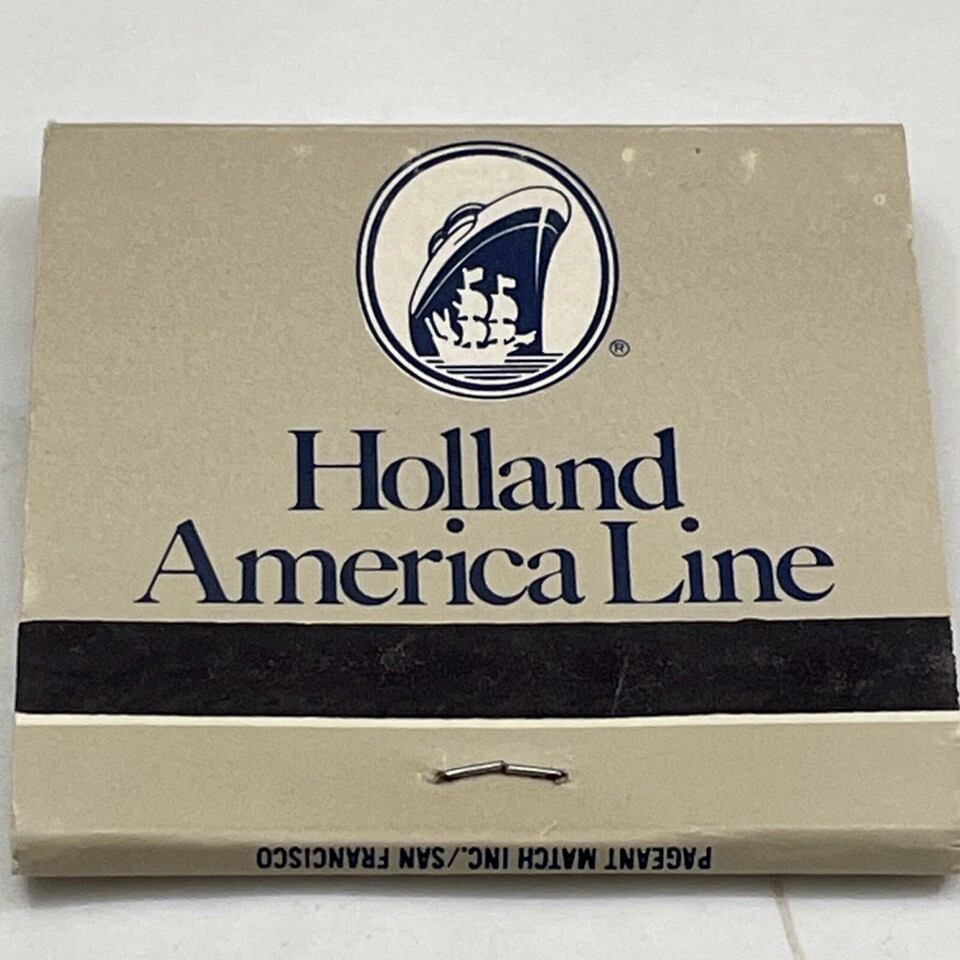 ®
Holland
America Line
PAGEANT MATCH INC./SAN FRANCISCO